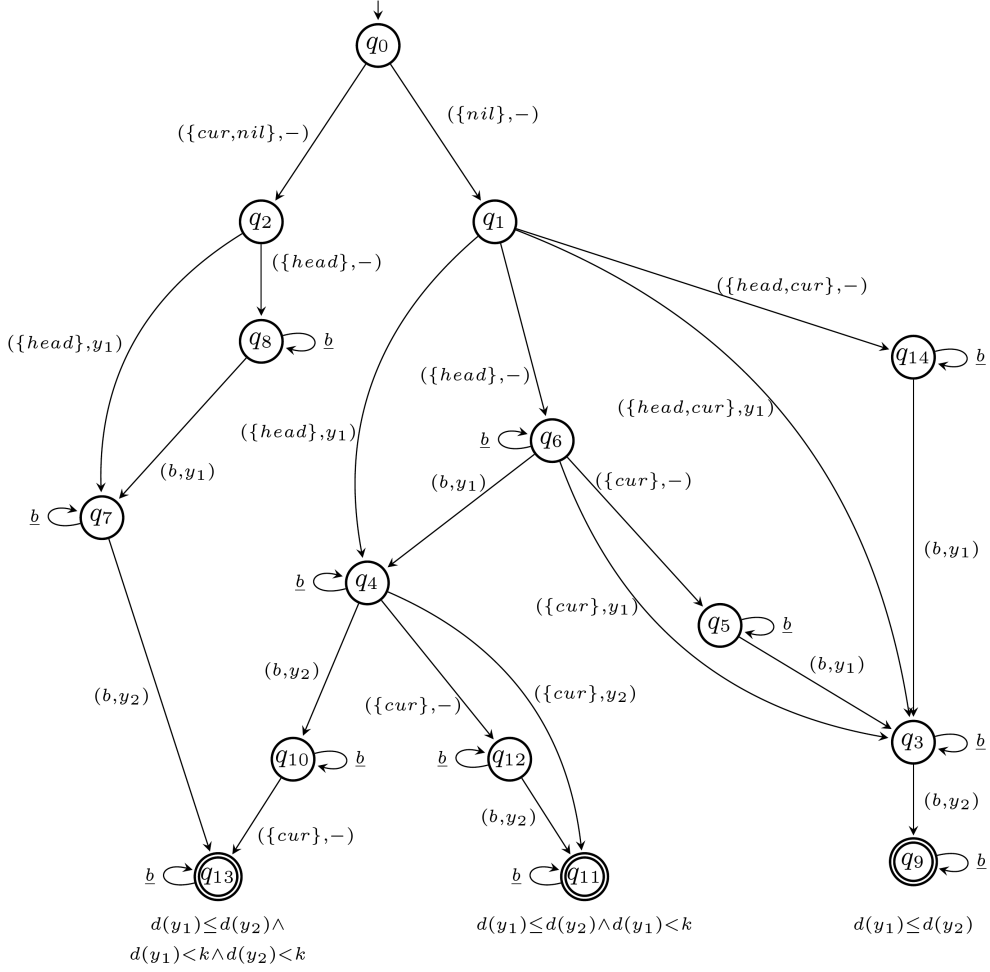 q0
({cur,nil},−)
({nil},−)
q2
q1
({head},−)
({head,cur},−)
({head},y1)
q8
b
q14
b
({head},−)
({head,cur},y1)
({head},y1)
b
q6
(b,y1)
(b,y1)
({cur},−)
b
q7
(b,y1)
b
q4
({cur},y1)
q5
b
(b,y2)
(b,y2)
({cur},−)
({cur},y2)
(b,y1)
q10
b
b
q12
q3
b
({cur},−)
(b,y2)
(b,y2)
b
q13
b
q11
q9
b
d(y1)≤d(y2)∧
d(y1)<k∧d(y2)<k
d(y1)≤d(y2)∧d(y1)<k
d(y1)≤d(y2)